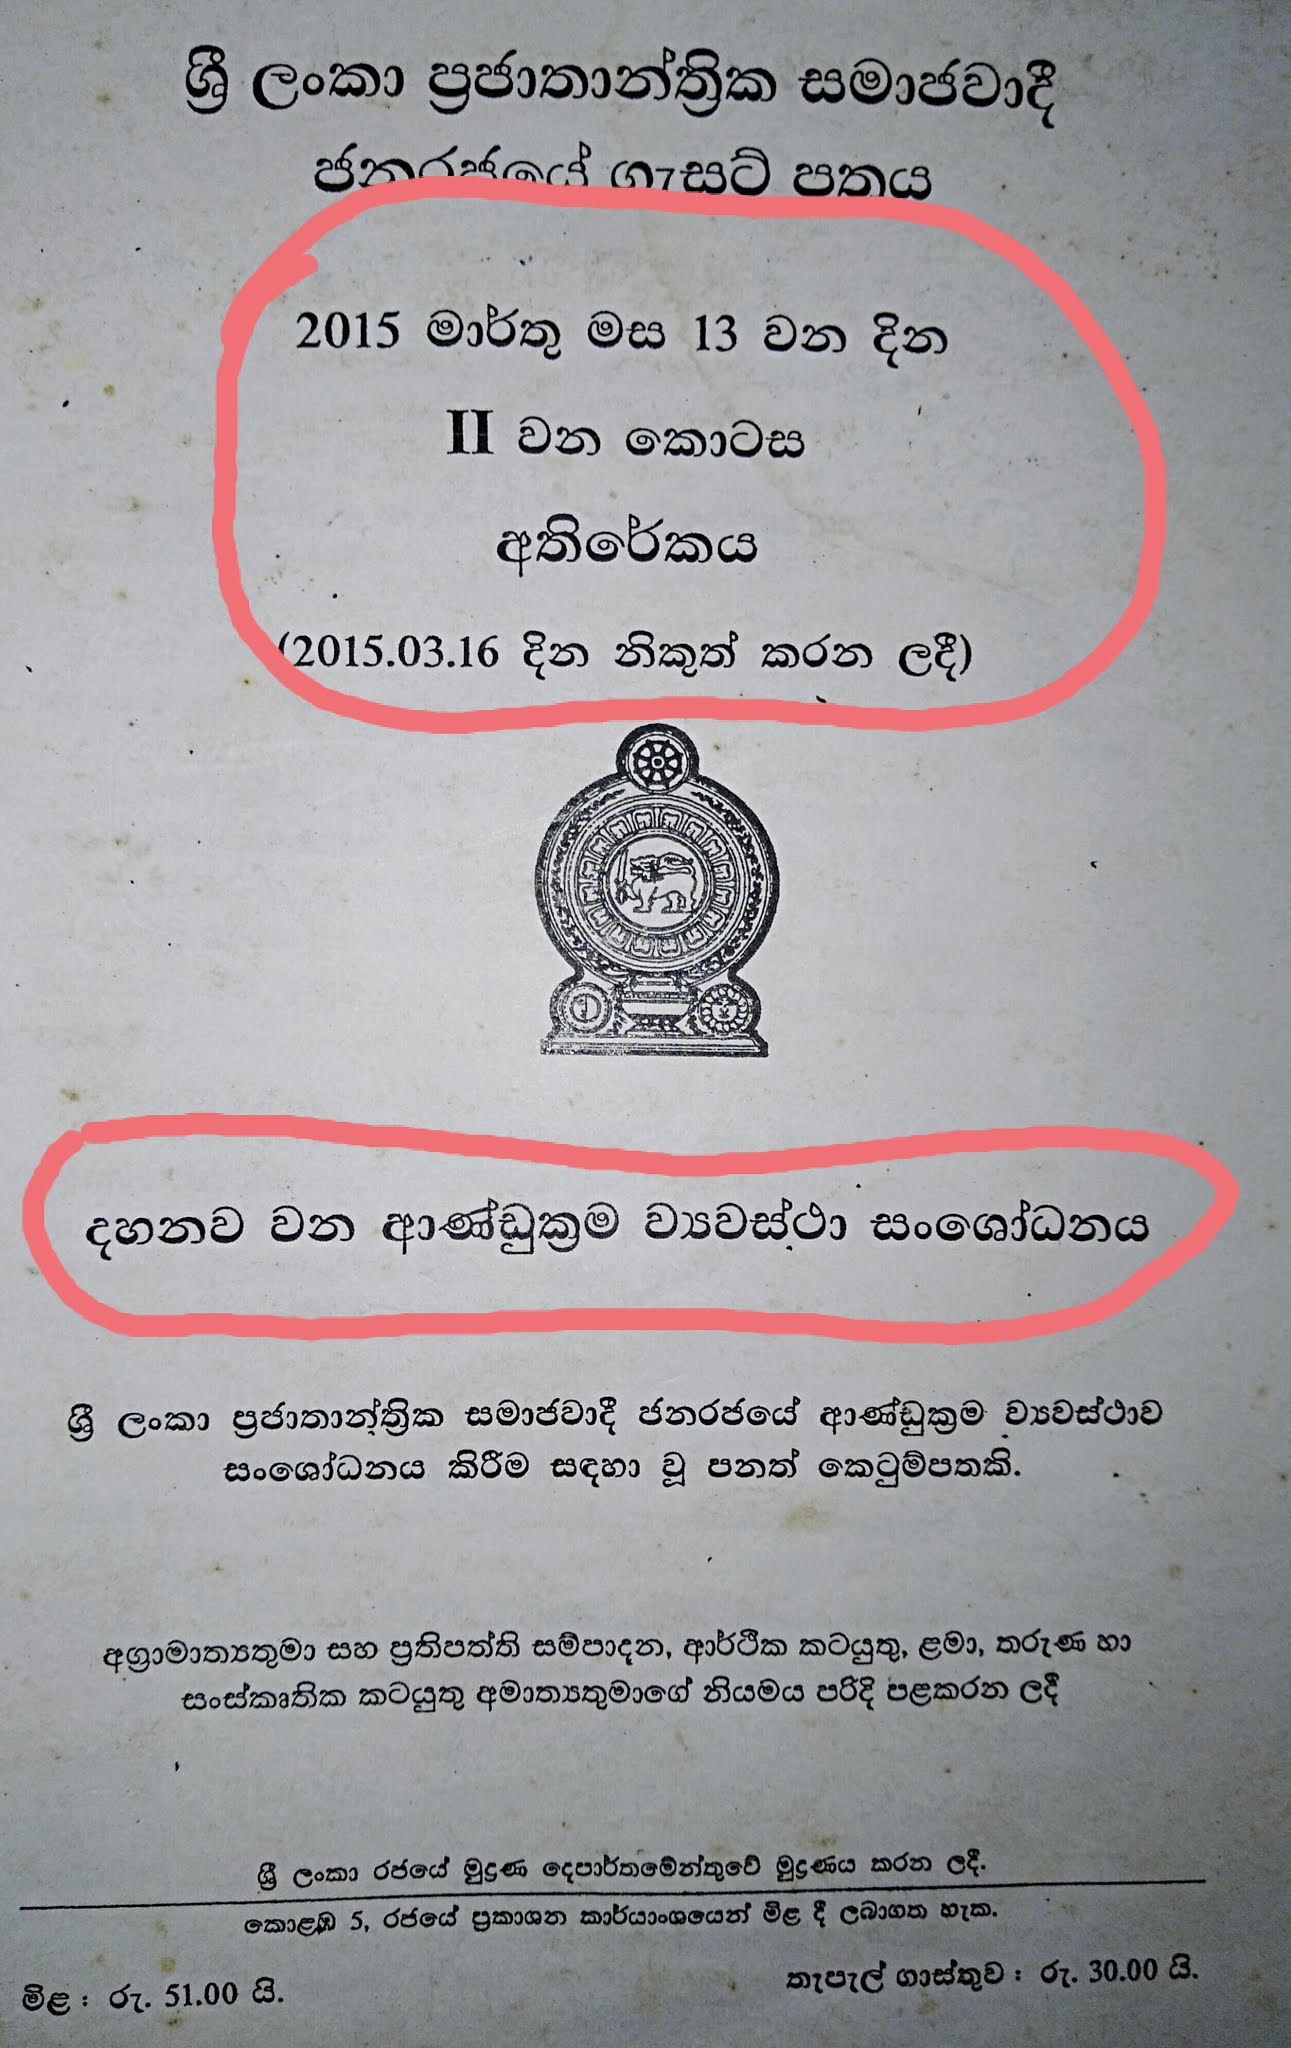 ශ්‍රී ලංකා ප්‍රජාතාන්ත්‍රික සමාජවාදී
ජනරජයේ ගැසට් පත්‍රය
2015 මාර්තු මස 13 වන දින
II වන කොටස
අතිරේකය
(2015.03.16 දින නිකුත් කරන ලදී)
දහනව වන ආණ්ඩුක්‍රම ව්‍යවස්ථා සංශෝධනය
ශ්‍රී ලංකා ප්‍රජාතාන්ත්‍රික සමාජවාදී ජනරජයේ ආණ්ඩුක්‍රම ව්‍යවස්ථාව
සංශෝධනය කිරීම සඳහා වූ පනත් කෙටුම්පතකි.
අග්‍රාමාත්‍යතුමා සහ ප්‍රතිපත්ති සම්පාදන, ආර්ථික කටයුතු, ළමා, තරුණ හා
සංස්කෘතික කටයුතු අමාත්‍යතුමාගේ නියමය පරිදි පළකරන ලදී
ශ්‍රී ලංකා රජයේ මුද්‍රණ දෙපාර්තමේන්තුවේ මුද්‍රණය කරන ලදී.
කොළඹ 5, රජයේ ප්‍රකාශන කාර්යාංශයෙන් මිළ දී ලබාගත හැක.
මිළ : රු. 51.00 යි.
තැපැල් ගාස්තුව : රු. 30.00 යි.